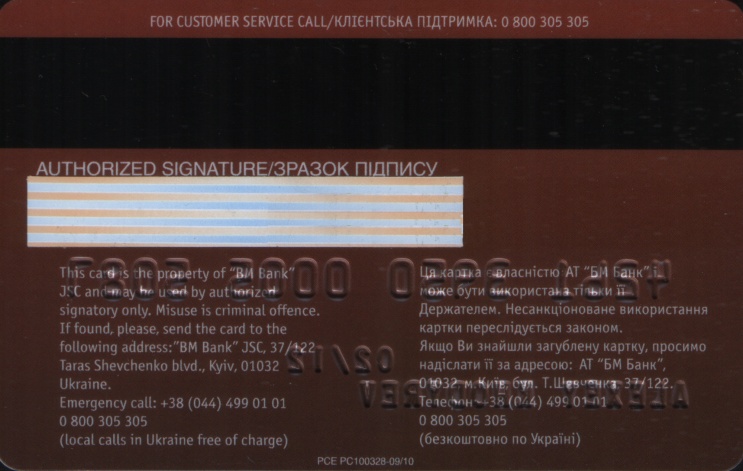 FOR CUSTOMER SERVICE CALL/КЛІЄНТСЬКА ПІДТРИМКА: 0 800 305 305
AUTHORIZED SIGNATURE/ЗРАЗОК ПІДПИСУ
This card is the property of "BM Bank"
JSC and may be used by authorized
signatory only. Misuse is criminal offence.
If found, please, send the card to the
following address:"BM Bank" JSC, 37/122
Taras Shevchenko blvd., Kyiv, 01032
Ukraine.
Emergency call: +38 (044) 499 01 01
0 800 305 305
(local calls in Ukraine free of charge)
Ця картка є власністю АТ "БМ Банк" і
може бути використана тільки її
Держателем. Несанкціоноване використання
картки переслідується законом.
Якщо Ви знайшли загублену картку, просимо
надіслати її за адресою: АТ "БМ Банк",
01032, м.Київ, бул. Т.Шевченка, 37/122.
Телефон: +38 (044) 499 01 01
0 800 305 305
(безкоштовно по Україні)
02/12
PCE PC100328-09/10